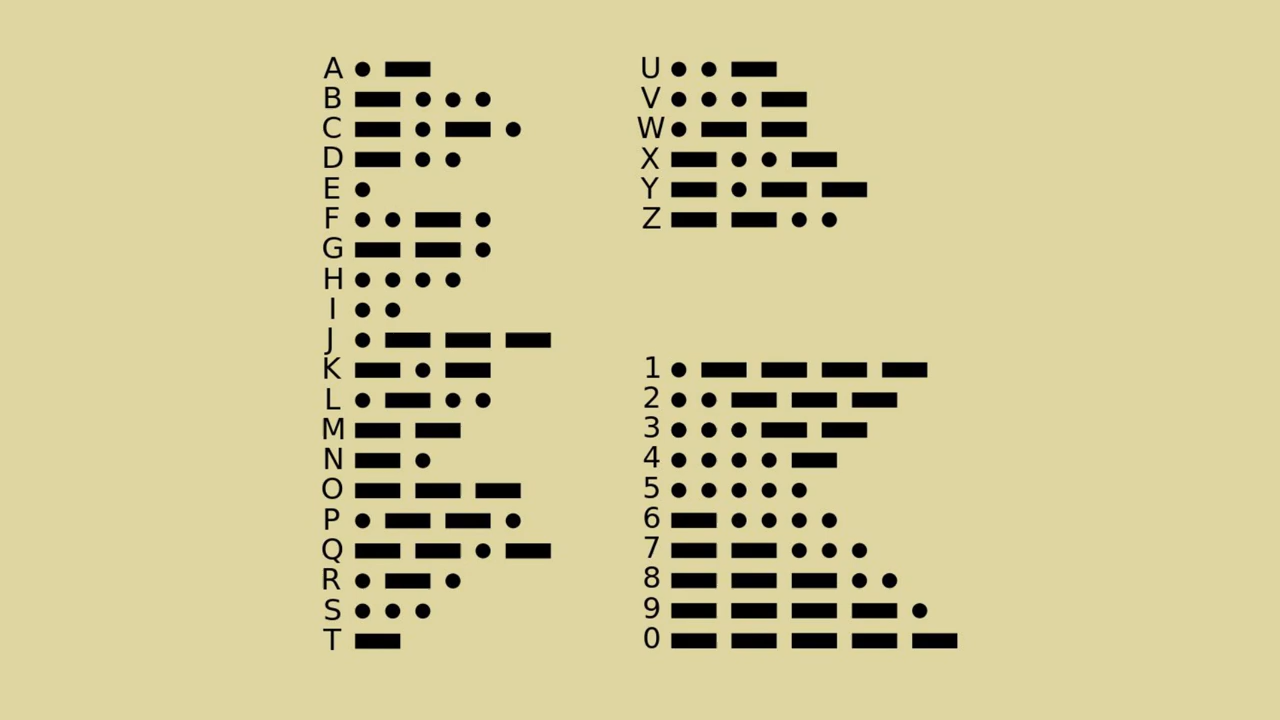 A • —
B — • • •
C — • — •
D — • •
E •
F • • — •
G — — •
H • • • •
I • •
J • — — —
K — • —
L • — • •
M — —
N — •
O — — —
P • — — •
Q — — • —
R • — •
S • • •
T —
U • • —
V • • • —
W • — —
X — • • —
Y — • — —
Z — — • •
1 • — — — —
2 • • — — —
3 • • • — —
4 • • • • —
5 • • • • •
6 — • • • •
7 — — • • •
8 — — — • •
9 — — — — •
0 — — — — —